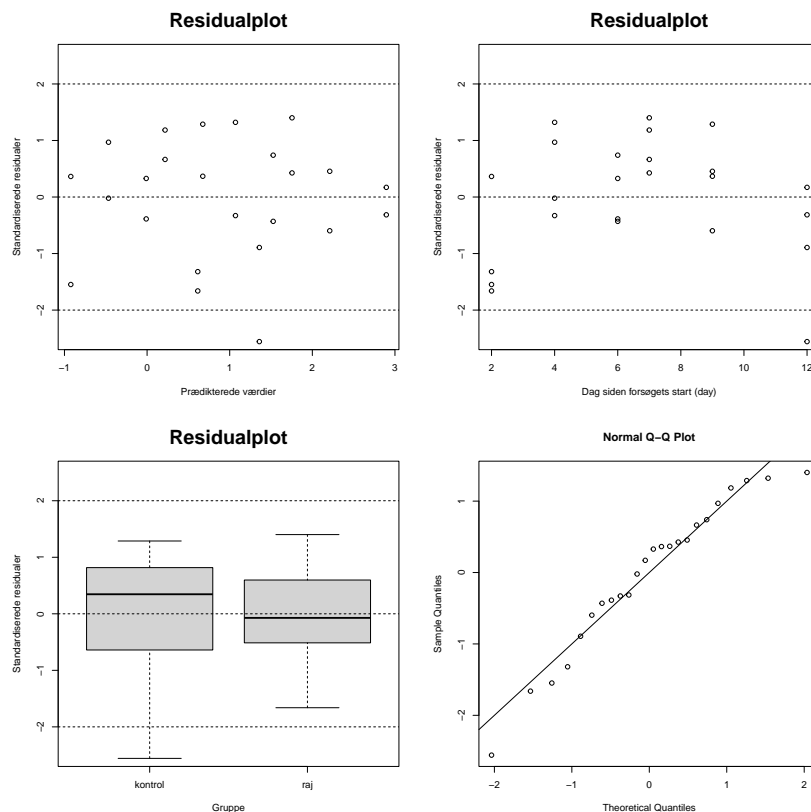 Residualplot
Standardiserede residualer
2
1
0
−1
−2
−1 0 1 2 3
Prædikterede værdier
Residualplot
Standardiserede residualer
2
1
0
−1
−2
2 4 6 8 10 12
Dag siden forsøgets start (day)
Residualplot
Standardiserede residualer
2
1
0
−1
−2
kontrol raj
Gruppe
Normal Q−Q Plot
Sample Quantiles
1
0
−1
−2
−2 −1 0 1 2
Theoretical Quantiles